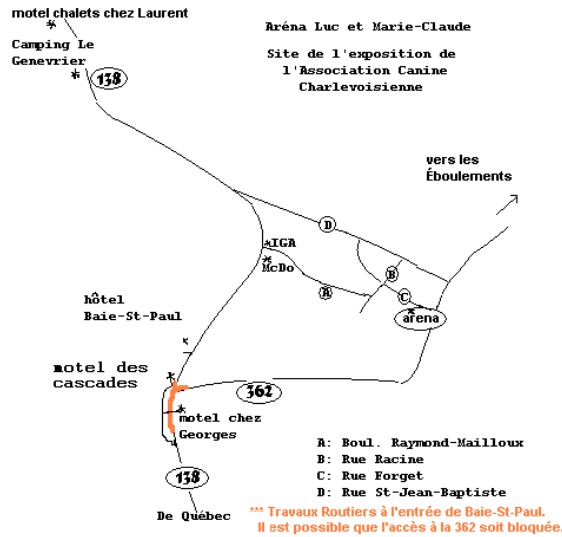 motel chalets chez Laurent
Aréna Luc et Marie-Claude
Camping Le
Genevrier
138
Site de l'exposition de
l'Association Canine
Charlevoisienne
vers les
Éboulements
D
IGA
McDo
B
A
C
arena
hôtel
Baie-St-Paul
motel des
cascades
362
motel chez
Georges
A: Boul. Raymond-Mailloux
B: Rue Racine
C: Rue Forget
D: Rue St-Jean-Baptiste
138
De Québec
*** Travaux Routiers à l'entrée de Baie-St-Paul.
Il est possible que l'accès à la 362 soit bloquée.